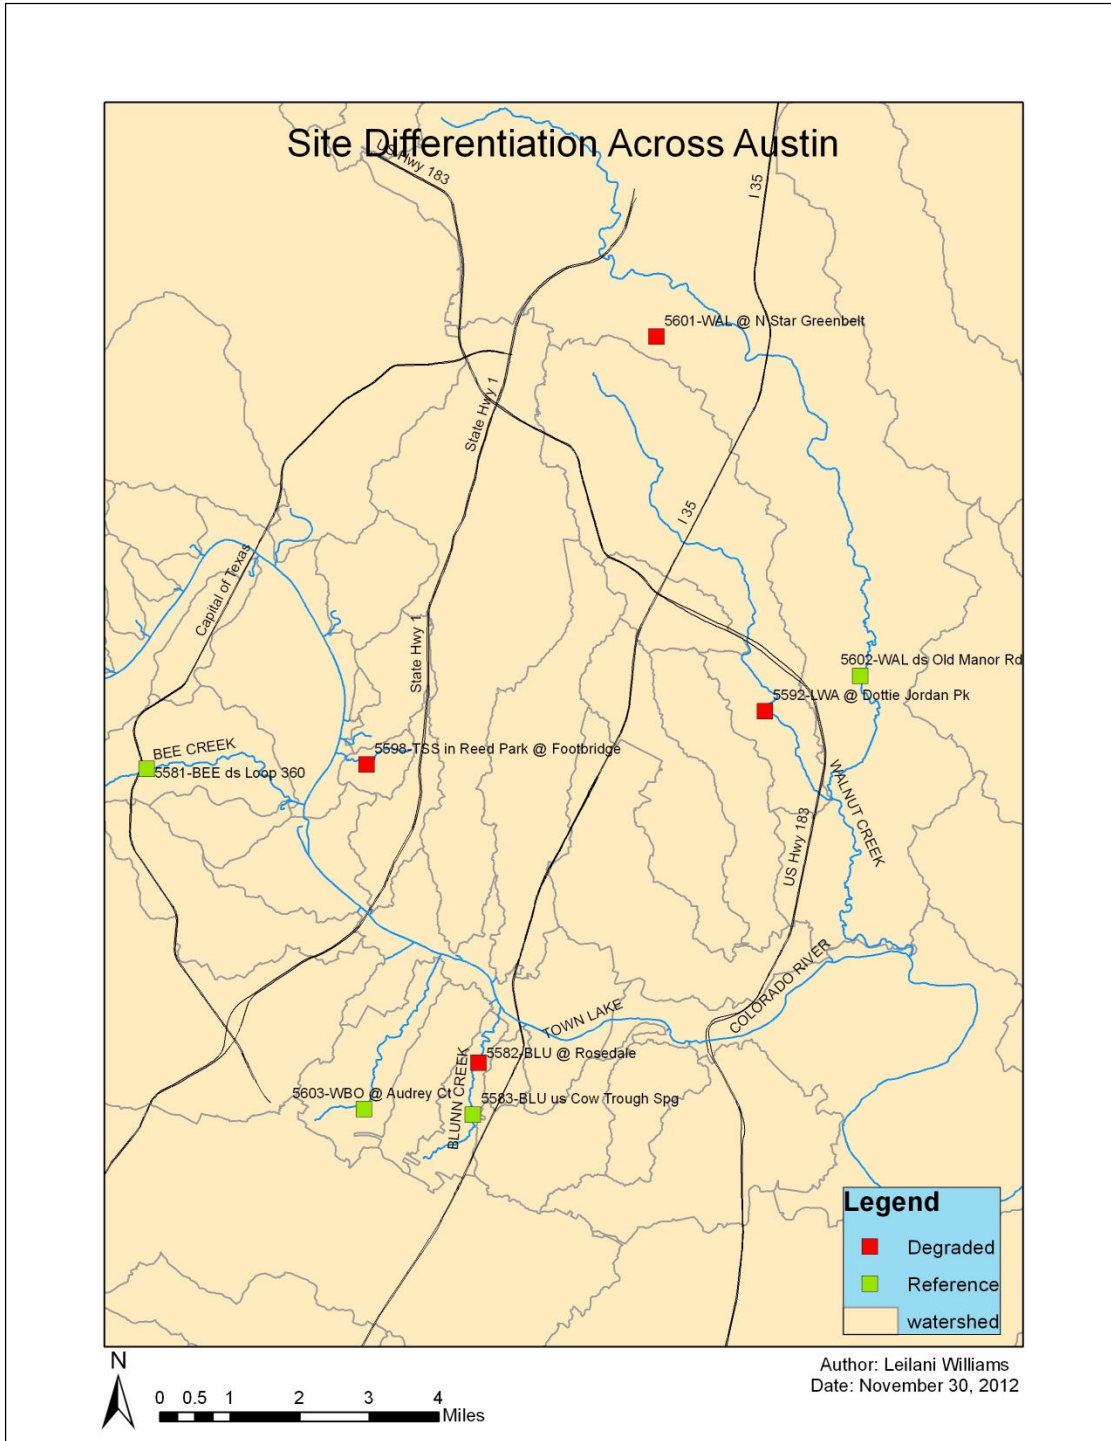 Site Differentiation Across Austin
US Hwy 183
I 35
5601-WAL @ N Star Greenbelt
State Hwy 1
I 35
Capital of Texas
State Hwy 1
5602-WAL ds Old Manor Rd
5592-LWA @ Dottie Jordan Pk
BEE CREEK
5598-TSS in Reed Park @ Footbridge
5581-BEE ds Loop 360
WALNUT CREEK
US Hwy 183
COLORADO RIVER
TOWN LAKE
5582-BLU @ Rosedale
5603-WBO @ Audrey Ct
BLUNN CREEK
5583-BLU us Cow Trough Spg
Legend
Degraded
Reference
watershed
N
0 0.5 1 2 3 4
Miles
Author: Leilani Williams
Date: November 30, 2012